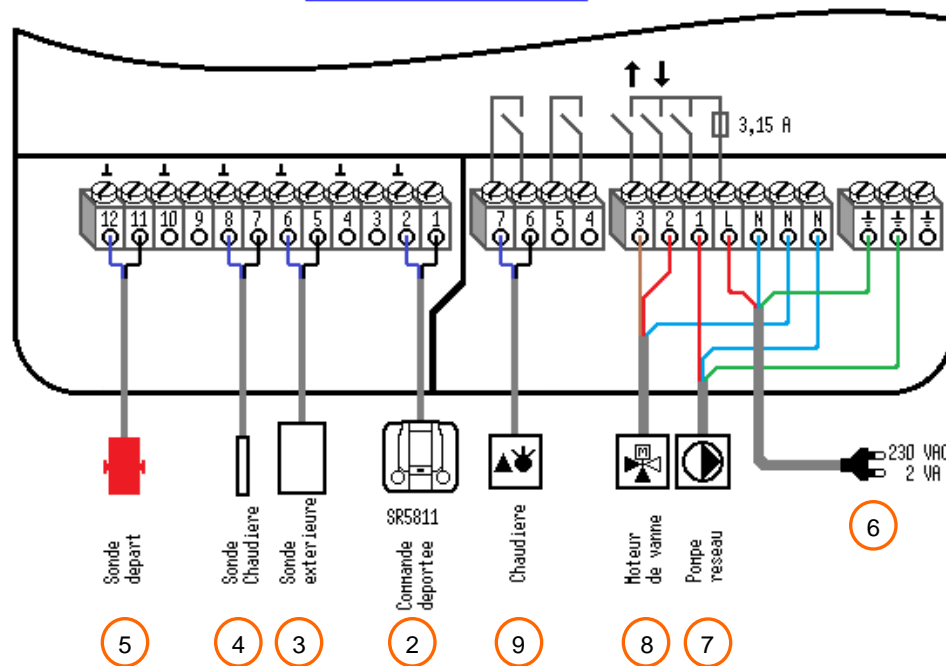 3,15 A
12 11 10 9 8 7 6 5 4 3 2 1
7 6 5 4
3 2 1 L N N N
230 VAC
2 VA
SR5811
Sonde
depart
Sonde
Chaudiere
Sonde
exterieure
Commande
deportee
Chaudiere
M
Moteur
de vanne
Pompe
reseau
6
5 4 3 2 9 8 7